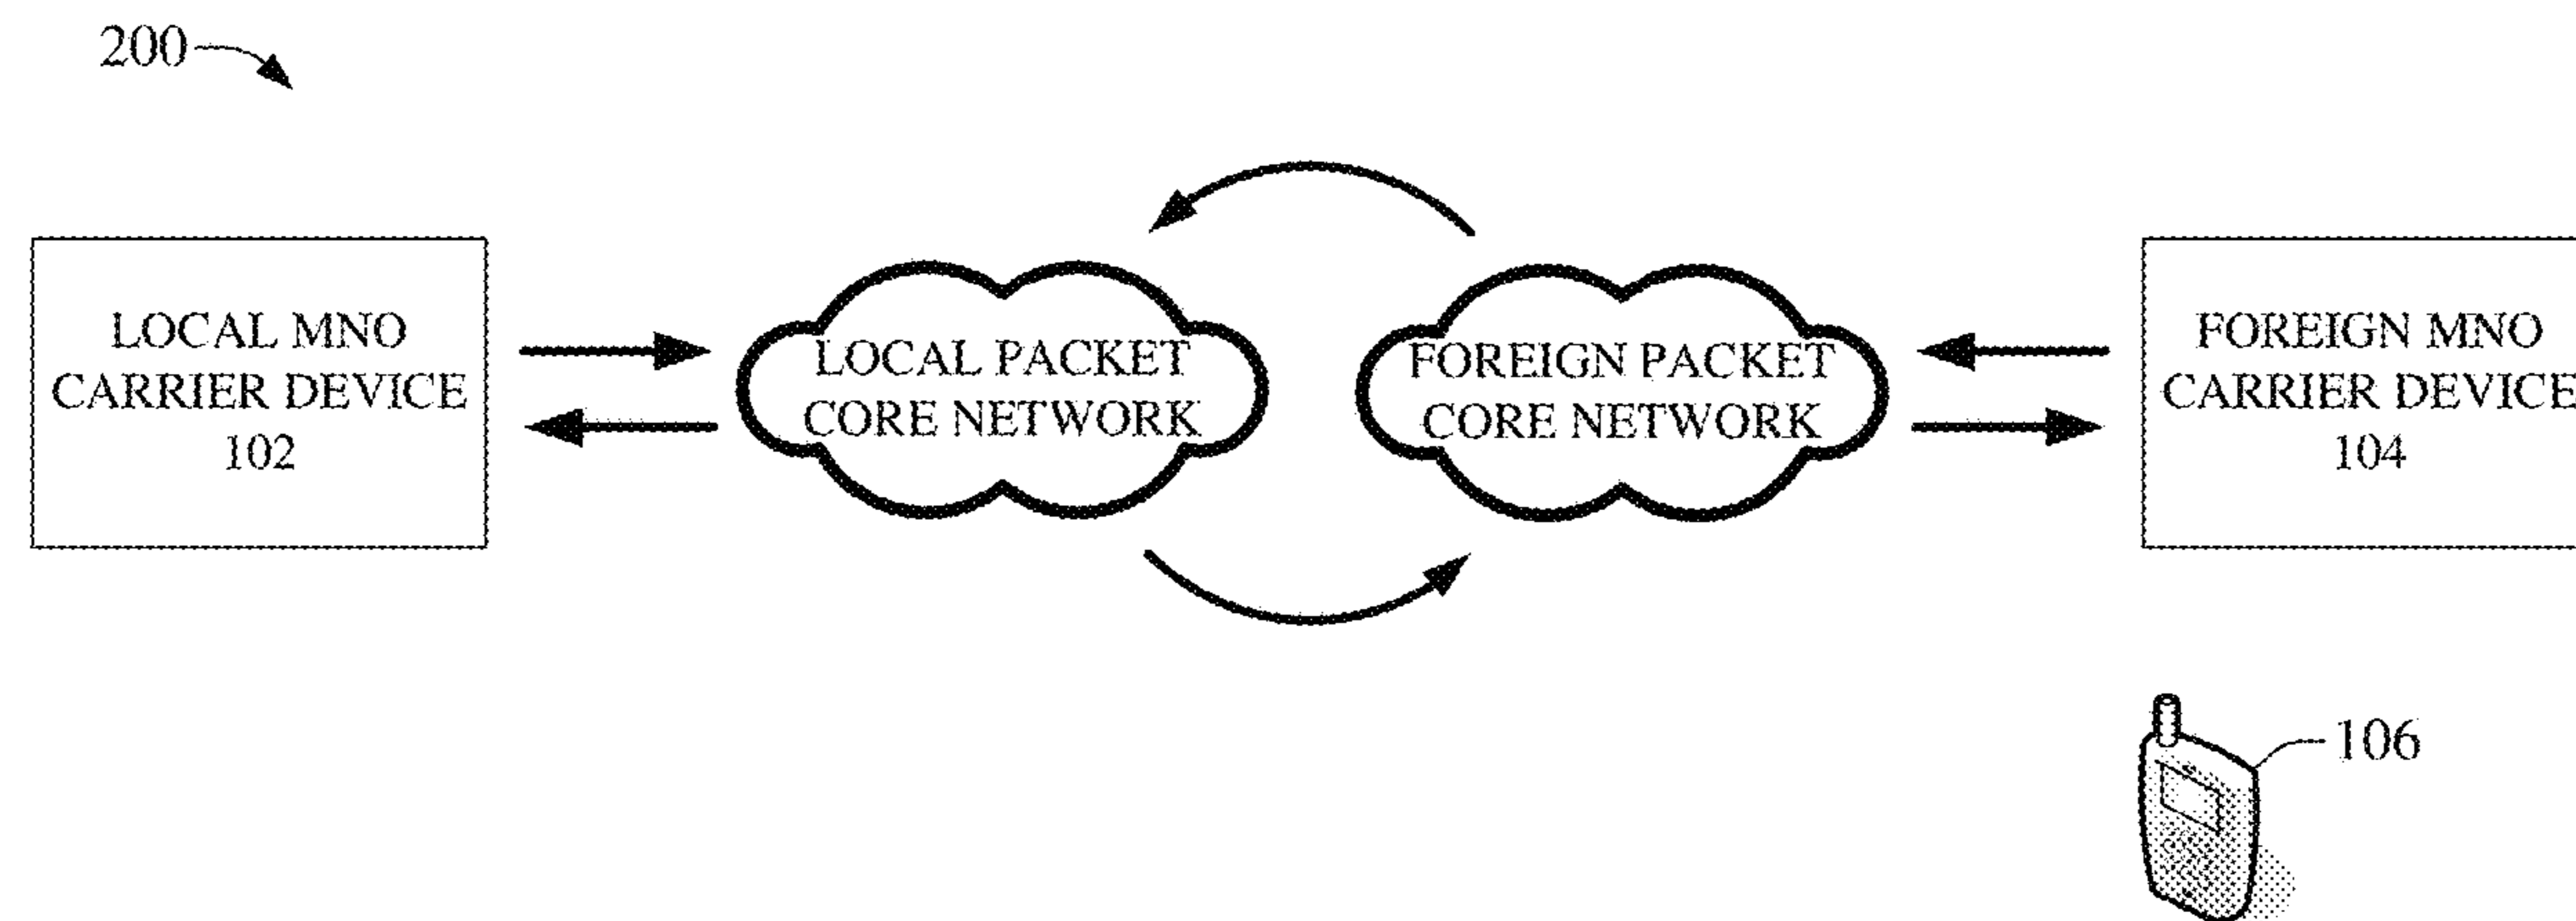 200
LOCAL MNO
CARRIER DEVICE
102
LOCAL PACKET
CORE NETWORK
FOREIGN PACKET
CORE NETWORK
FOREIGN MNO
CARRIER DEVICE
104
106